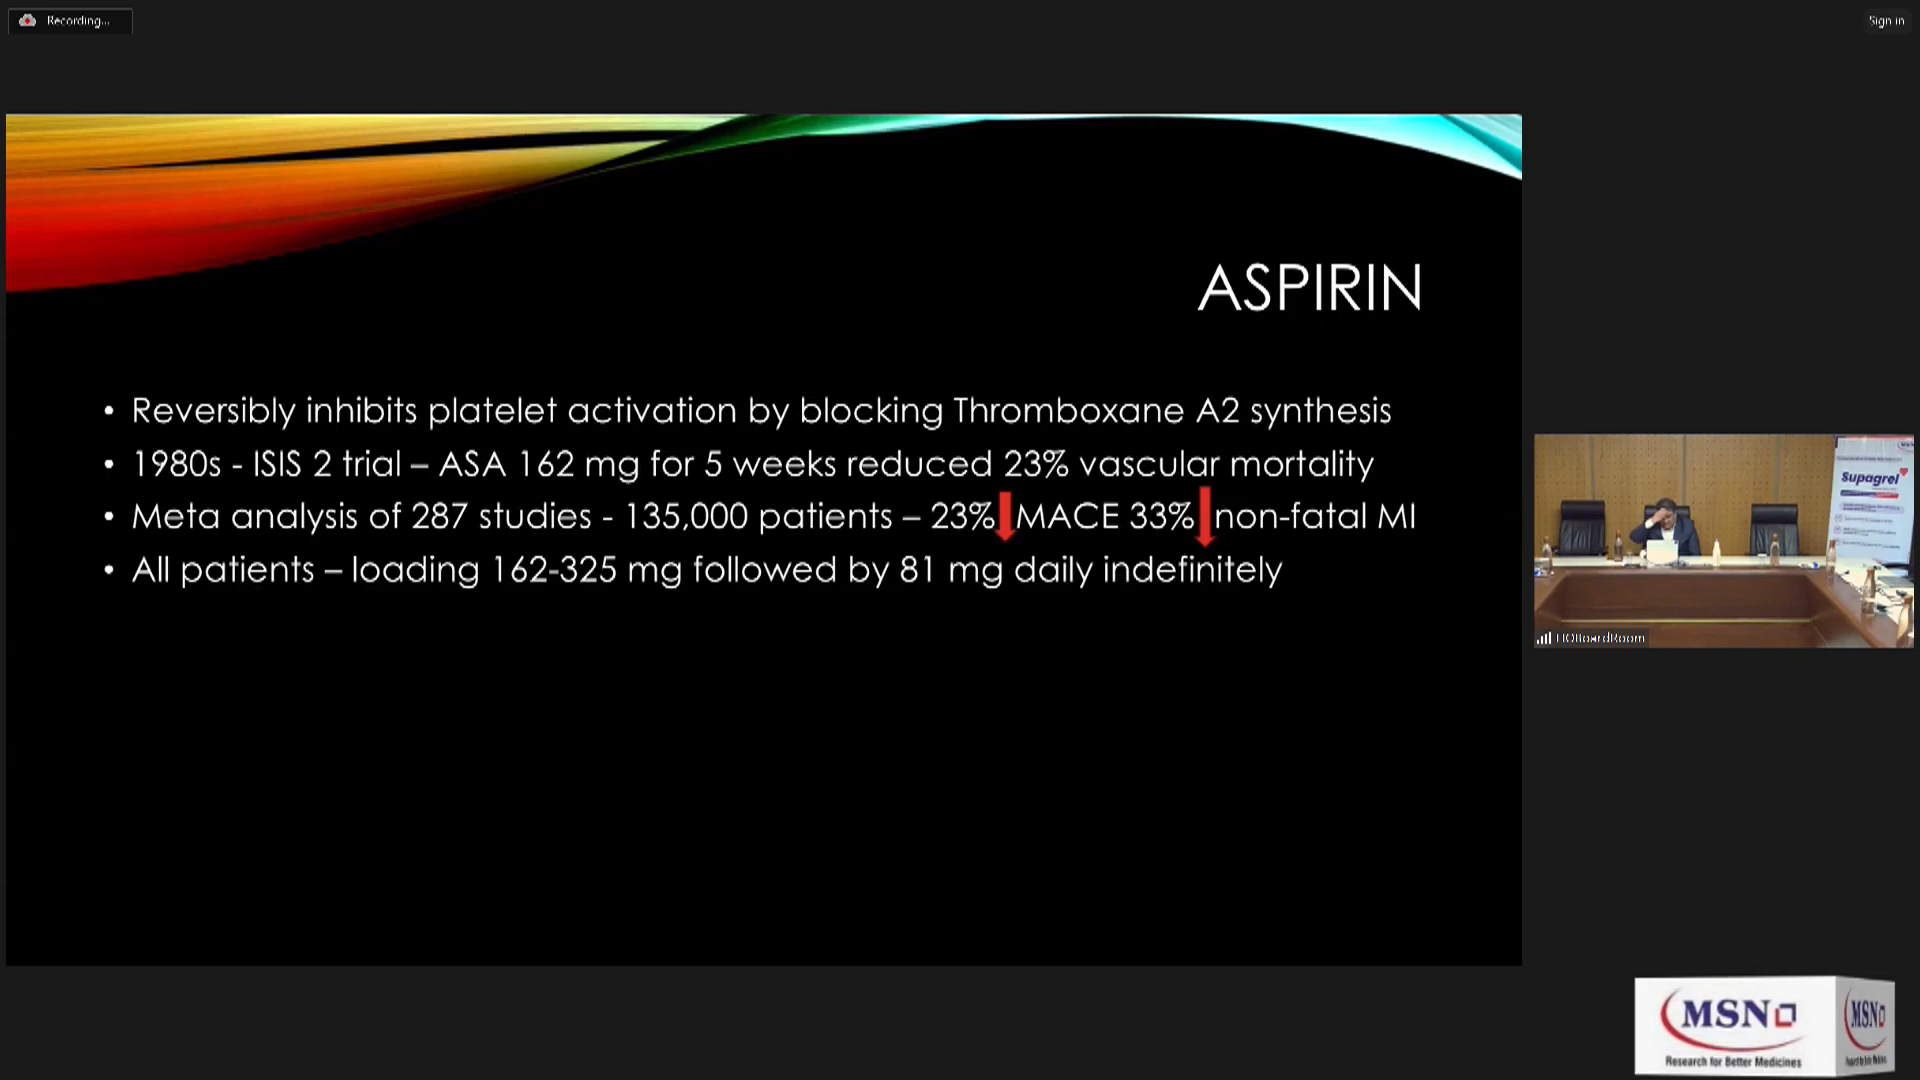 Recording...
Sign in
ASPIRIN
• Reversibly inhibits platelet activation by blocking Thromboxane A2 synthesis
• 1980s - ISIS 2 trial – ASA 162 mg for 5 weeks reduced 23% vascular mortality
• Meta analysis of 287 studies - 135,000 patients – 23% MACE 33% non-fatal MI
• All patients – loading 162-325 mg followed by 81 mg daily indefinitely
Supagrel
HOBoardRoom
MSN
Research for Better Medicines
MSN